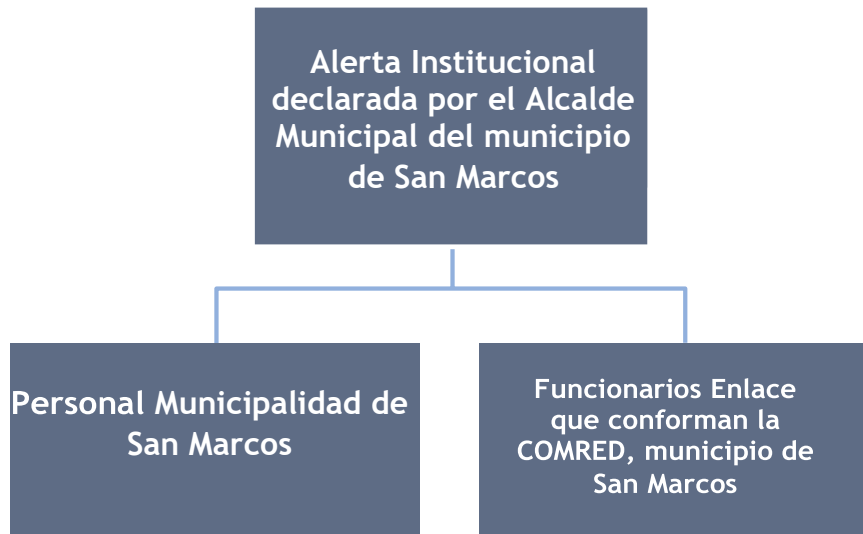 Alerta Institucional
declarada por el Alcalde
Municipal del municipio
de San Marcos
Personal Municipalidad de
San Marcos
Funcionarios Enlace
que conforman la
COMRED, municipio de
San Marcos